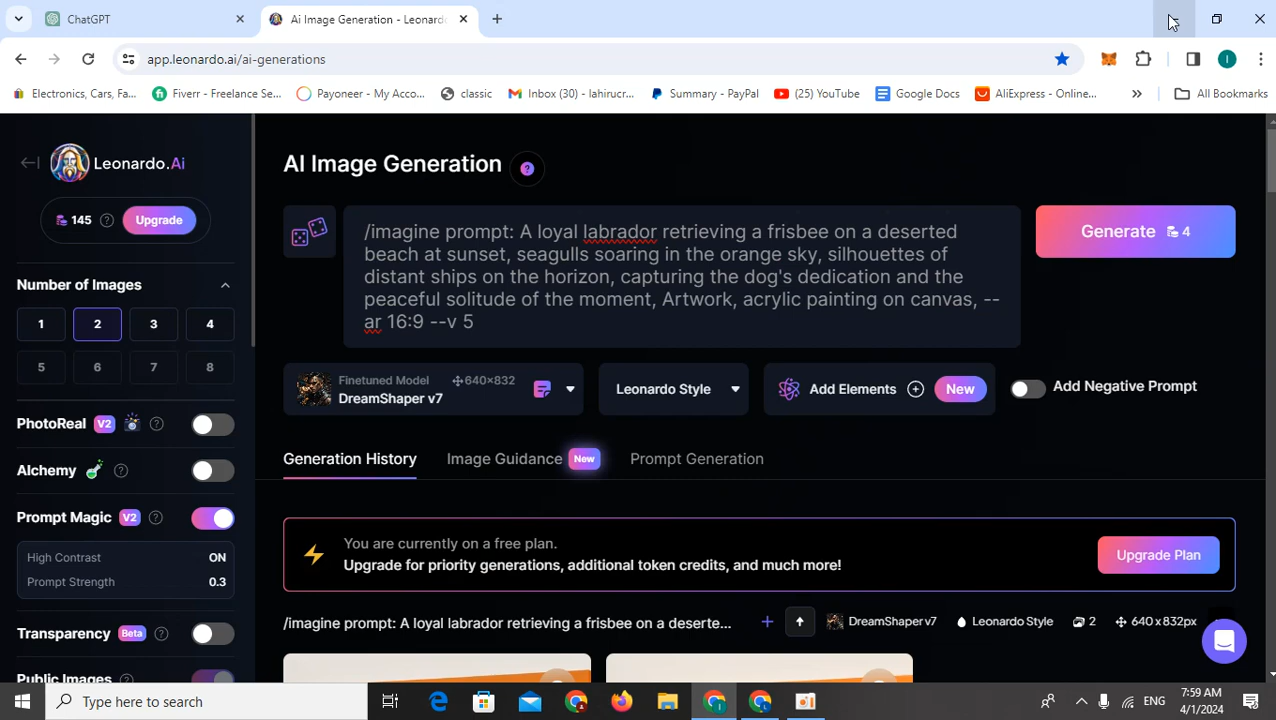 ChatGPT
Ai Image Generation - Leonardo
app.leonardo.ai/ai-generations
Electronics, Cars, Fa...
Fiverr - Freelance Se...
Payoneer - My Acco...
classic
Inbox (30) - lahirucr...
Summary - PayPal
(25) YouTube
Google Docs
AliExpress - Online...
»
All Bookmarks
Leonardo.Ai
145
Upgrade
Number of Images
1 2 3 4
5 6 7 8
PhotoReal V2
Alchemy
Prompt Magic V2
High Contrast ON
Prompt Strength 0.3
Transparency Beta
Public Images
AI Image Generation ?
/imagine prompt: A loyal labrador retrieving a frisbee on a deserted
beach at sunset, seagulls soaring in the orange sky, silhouettes of
distant ships on the horizon, capturing the dog's dedication and the
peaceful solitude of the moment, Artwork, acrylic painting on canvas, --
ar 16:9 --v 5
Generate 4
Finetuned Model 640×832
DreamShaper v7
Leonardo Style
Add Elements
New
Add Negative Prompt
Generation History
Image Guidance New
Prompt Generation
You are currently on a free plan.
Upgrade for priority generations, additional token credits, and much more!
Upgrade Plan
/imagine prompt: A loyal labrador retrieving a frisbee on a deserte...
DreamShaper v7
Leonardo Style
2
640 x 832px
Type here to search
ENG
7:59 AM
4/1/2024